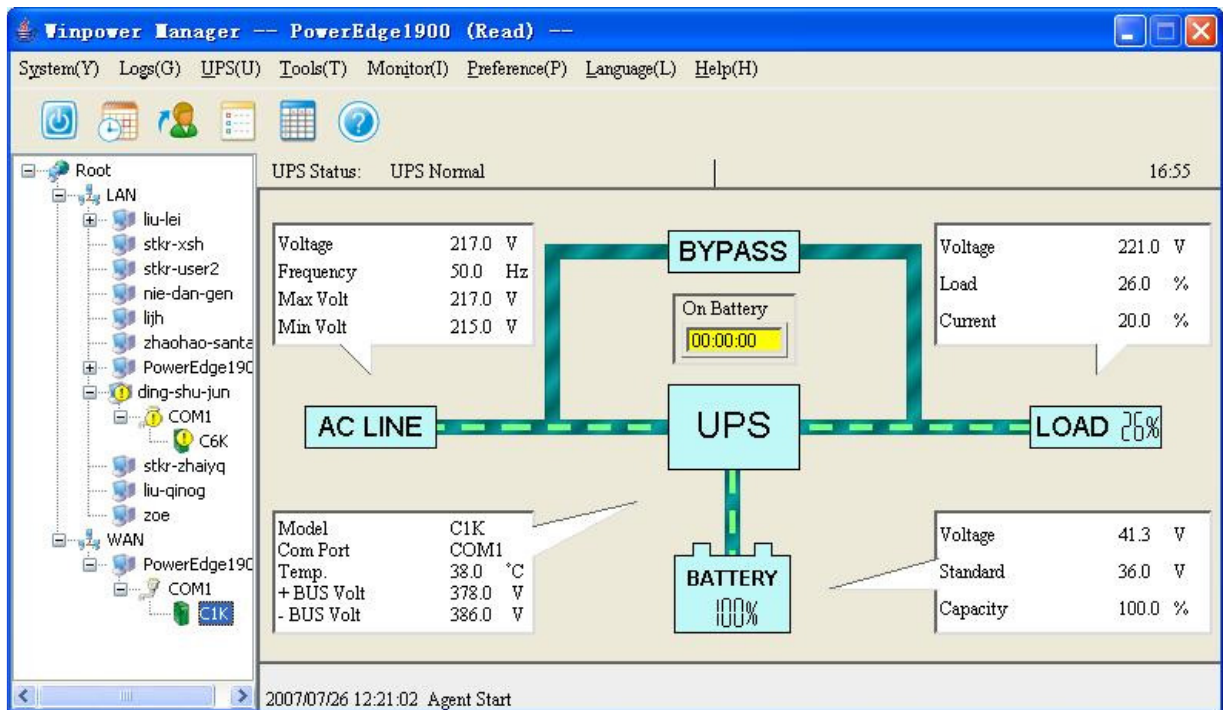 Winpower Manager -- PowerEdge1900 (Read) --
System(Y) Logs(G) UPS(U) Tools(T) Monitor(I) Preference(P) Language(L) Help(H)
Root
LAN
liu-lei
stkr-xsh
stkr-user2
nie-dan-gen
lijh
zhaohao-santa
PowerEdge190
ding-shu-jun
COM1
C6K
stkr-zhaiyq
liu-qinog
zoe
WAN
PowerEdge190
COM1
C1K
UPS Status: UPS Normal 16:55
Voltage 217.0 V
Frequency 50.0 Hz
Max Volt 217.0 V
Min Volt 215.0 V
BYPASS
On Battery
00:00:00
Voltage 221.0 V
Load 26.0 %
Current 20.0 %
AC LINE
UPS
LOAD 26%
Model C1K
Com Port COM1
Temp. 38.0 °C
+ BUS Volt 378.0 V
- BUS Volt 386.0 V
BATTERY
100%
Voltage 41.3 V
Standard 36.0 V
Capacity 100.0 %
2007/07/26 12:21:02 Agent Start